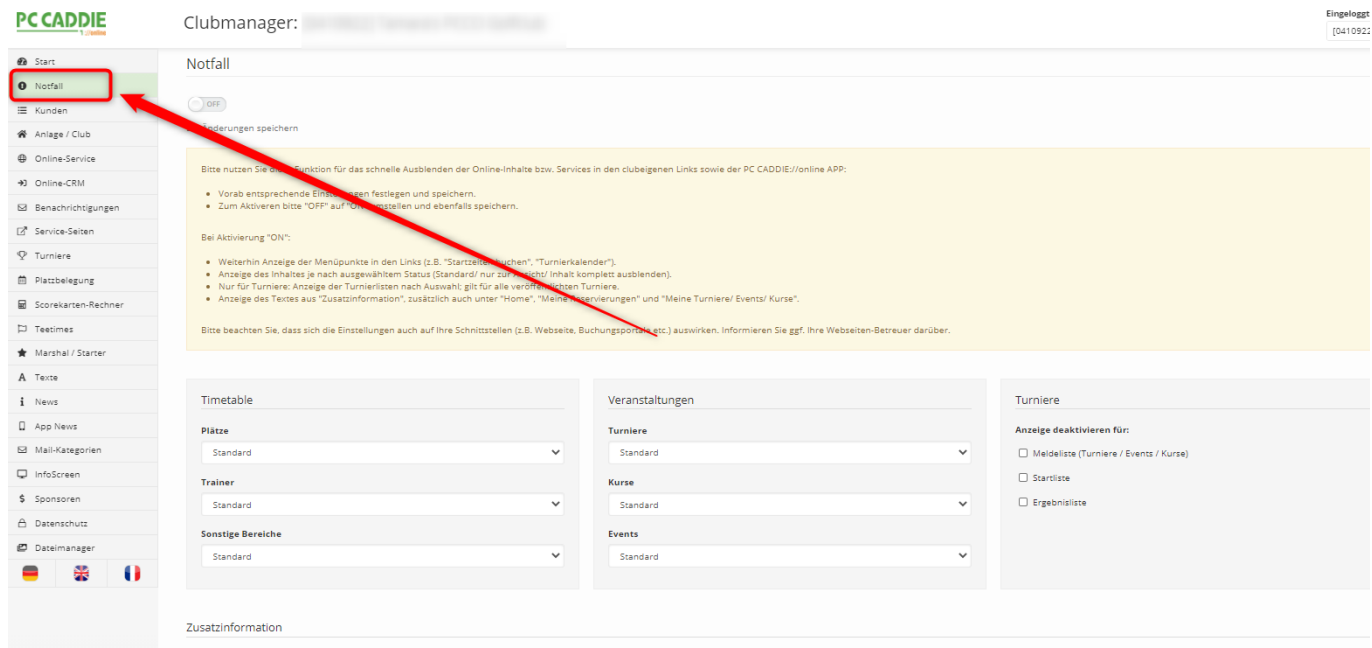 PC CADDIE
://online
Clubmanager:
Eingeloggt
[0410922
Start
Notfall
Kunden
Anlage / Club
Online-Service
Online-CRM
Benachrichtigungen
Service-Seiten
Turniere
Platzbelegung
Scorekarten-Rechner
Teetimes
Marshal / Starter
Texte
News
App News
Mail-Kategorien
InfoScreen
Sponsoren
Datenschutz
Dateimanager
Notfall
OFF
Änderungen speichern
Bitte nutzen Sie Funktion für das schnelle Ausblenden der Online-Inhalte bzw. Services in den clubeigenen Links sowie der PC CADDIE://online APP:
Vorab entsprechende Einstellungen festlegen und speichern.
Zum Aktiveren bitte "OFF" auf "ON" umstellen und ebenfalls speichern.
Bei Aktivierung "ON":
Weiterhin Anzeige der Menüpunkte in den Links (z.B. "Startzeiten buchen", "Turnierkalender").
Anzeige des Inhaltes je nach ausgewähltem Status (Standard/ nur zur Ansicht/ Inhalt komplett ausblenden).
Nur für Turniere: Anzeige der Turnierlisten nach Auswahl; gilt für alle veröffentlichten Turniere.
Anzeige des Textes aus "Zusatzinformation", zusätzlich auch unter "Home", "Meine Reservierungen" und "Meine Turniere/ Events/ Kurse".
Bitte beachten Sie, dass sich die Einstellungen auch auf Ihre Schnittstellen (z.B. Webseite, Buchungsportale etc.) auswirken. Informieren Sie ggf. Ihre Webseiten-Betreuer darüber.
Timetable
Plätze
Standard
Trainer
Standard
Sonstige Bereiche
Standard
Veranstaltungen
Turniere
Standard
Kurse
Standard
Events
Standard
Turniere
Anzeige deaktivieren für:
Meldeliste (Turniere / Events / Kurse)
Startliste
Ergebnisliste
Zusatzinformation